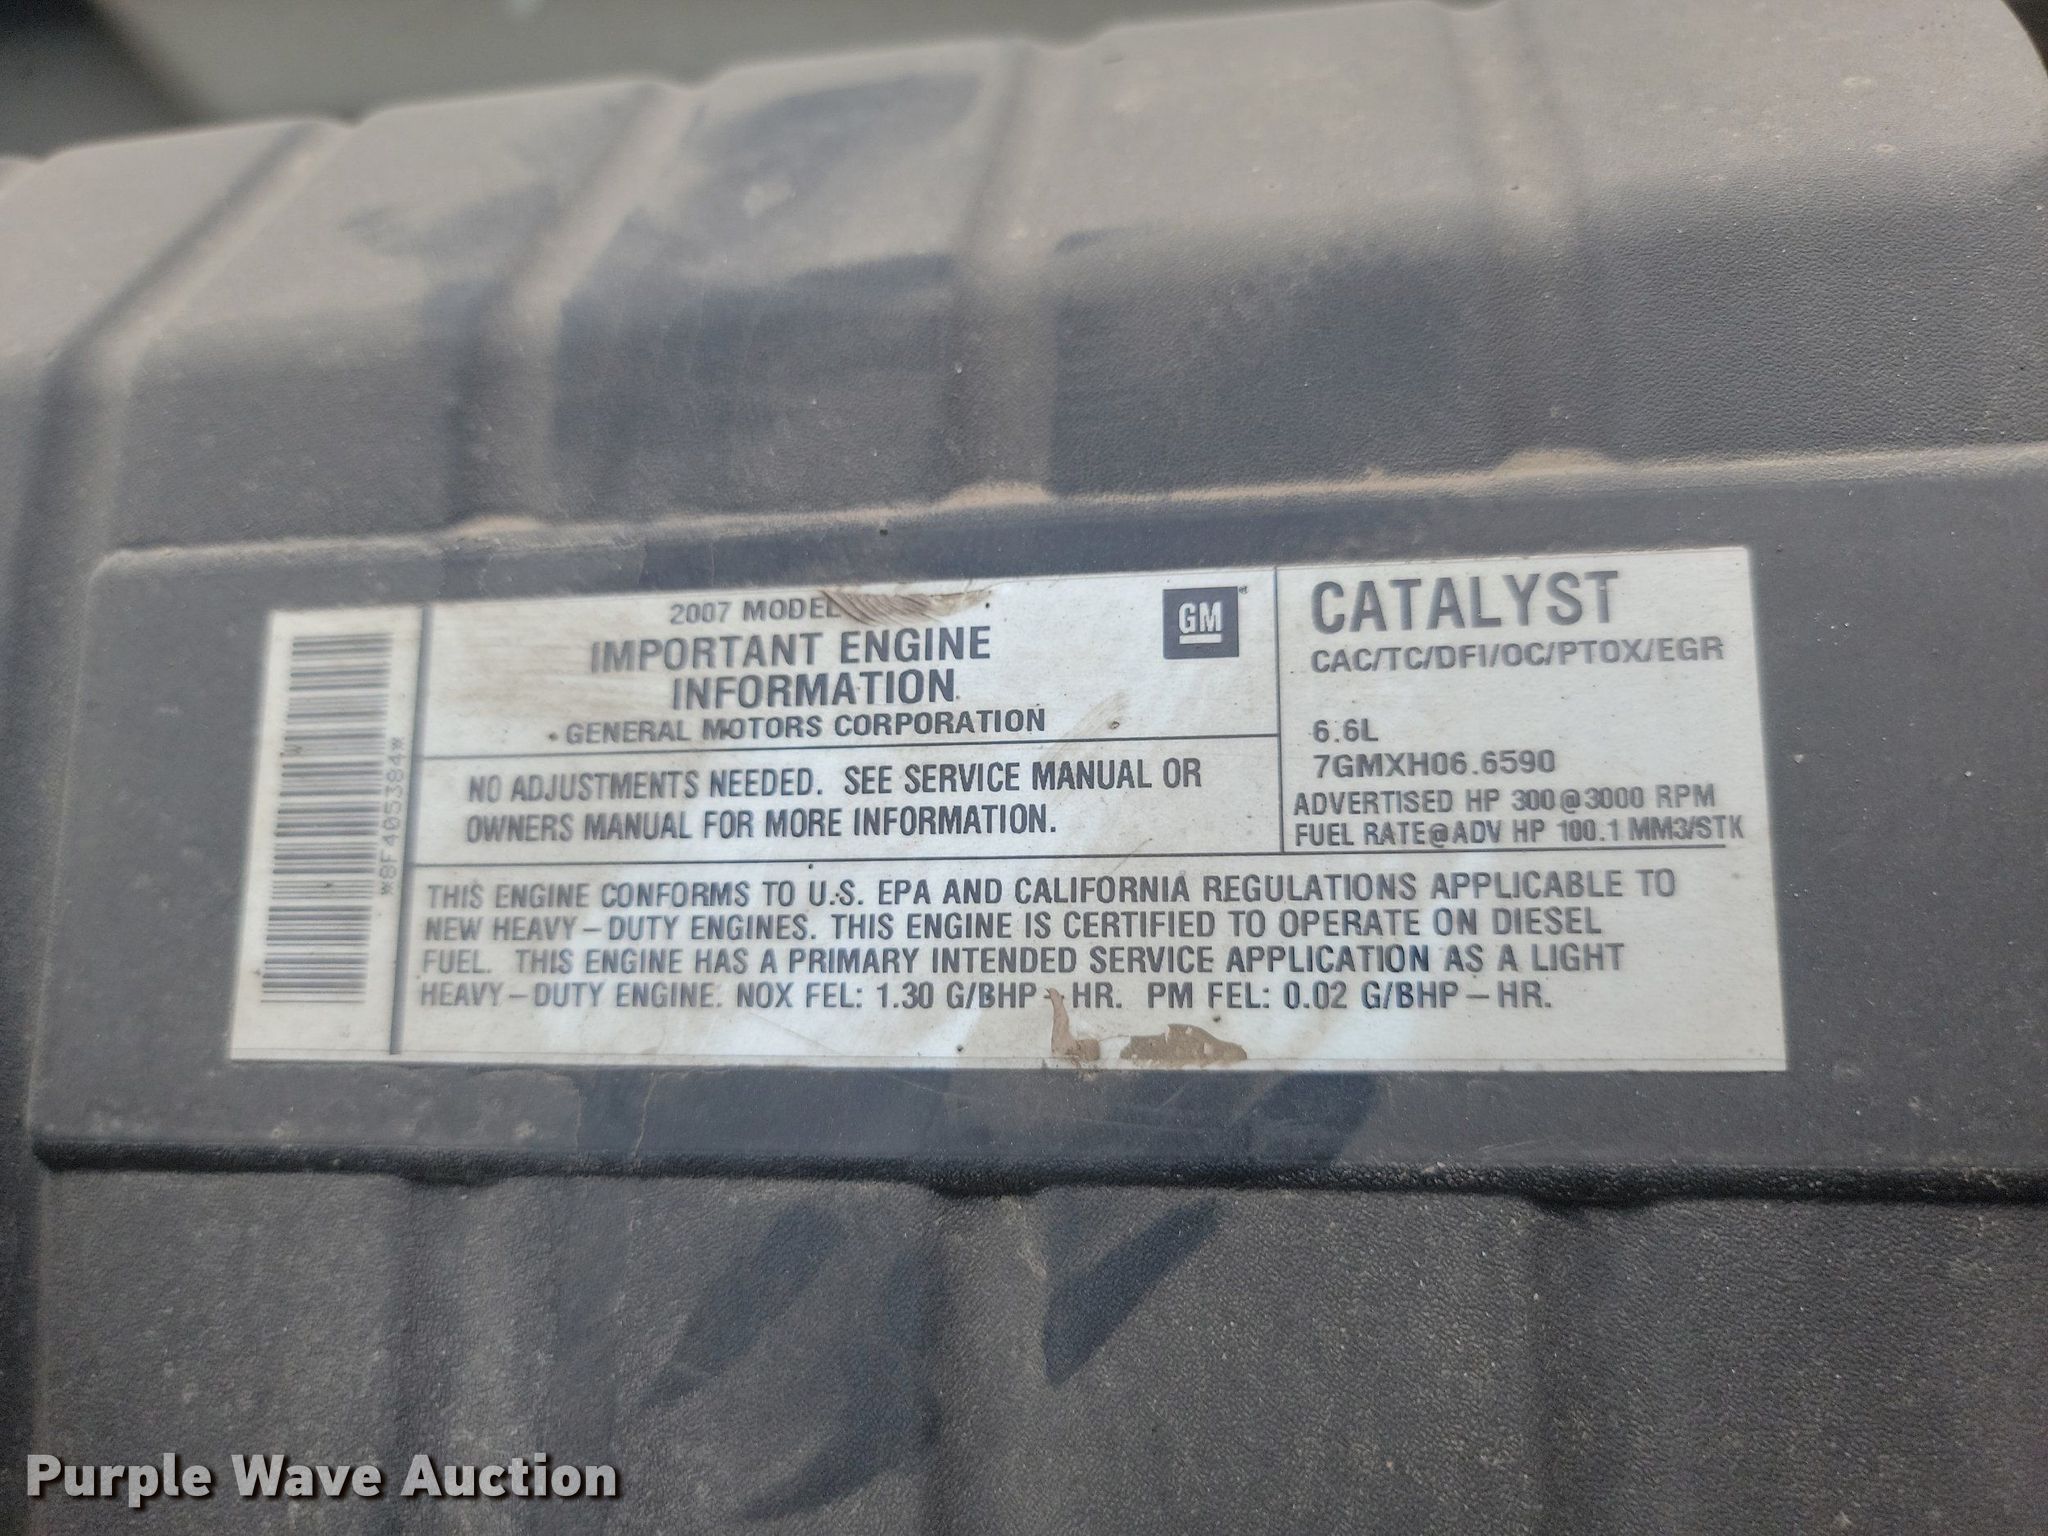 2007 MODEL
IMPORTANT ENGINE
INFORMATION
GENERAL MOTORS CORPORATION
GM
NO ADJUSTMENTS NEEDED. SEE SERVICE MANUAL OR
OWNERS MANUAL FOR MORE INFORMATION.
CATALYST
CAC/TC/DFI/OC/PTOX/EGR
6.6L
7GMXH06.6590
ADVERTISED HP 300@3000 RPM
FUEL RATE@ADV HP 100.1 MM3/STK
THIS ENGINE CONFORMS TO U.S. EPA AND CALIFORNIA REGULATIONS APPLICABLE TO
NEW HEAVY-DUTY ENGINES. THIS ENGINE IS CERTIFIED TO OPERATE ON DIESEL
FUEL. THIS ENGINE HAS A PRIMARY INTENDED SERVICE APPLICATION AS A LIGHT
HEAVY-DUTY ENGINE. NOX FEL: 1.30 G/BHP-HR. PM FEL: 0.02 G/BHP-HR.
*8F405384*
Purple Wave Auction